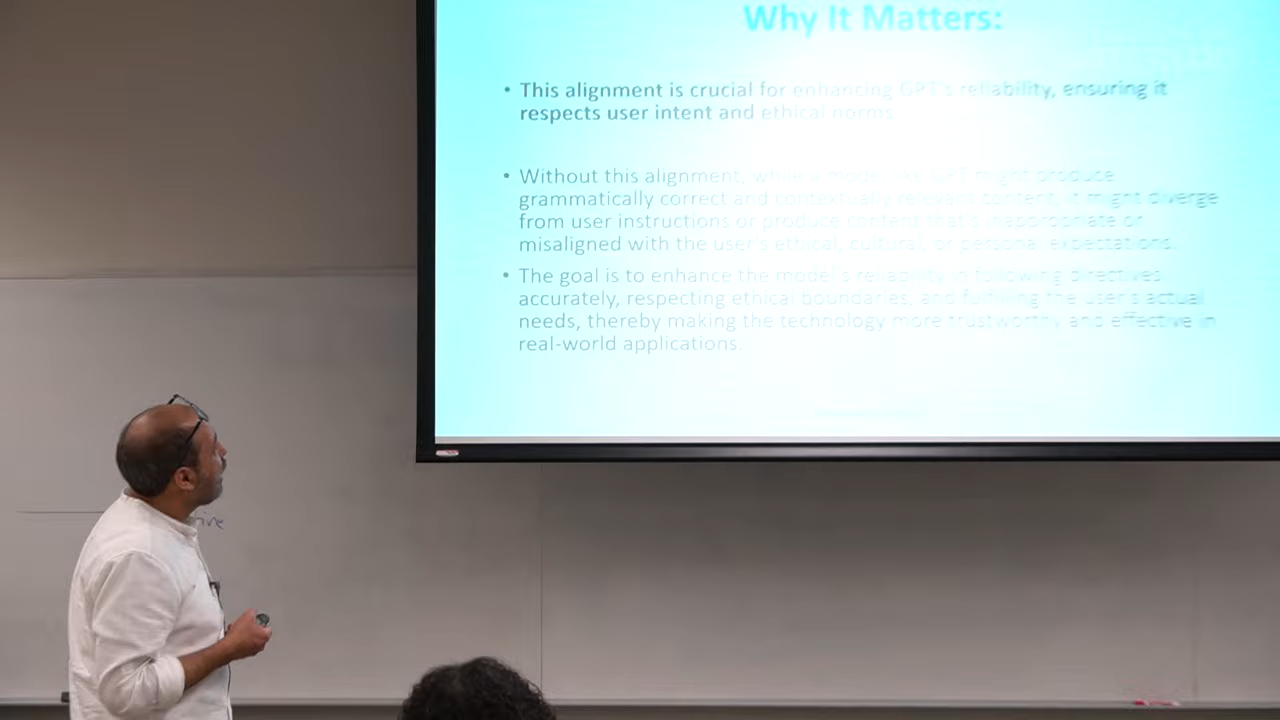 Why It Matters:
• This alignment is crucial for enhancing GPT's reliability, ensuring it
respects user intent and ethical norms.
• Without this alignment, while a model like GPT might produce
grammatically correct and contextually relevant content, it might diverge
from user instructions or produce content that's inappropriate or
misaligned with the user's ethical, cultural, or personal expectations.
• The goal is to enhance the model's reliability in following directives
accurately, respecting ethical boundaries, and fulfilling the user's actual
needs, thereby making the technology more trustworthy and effective in
real-world applications.